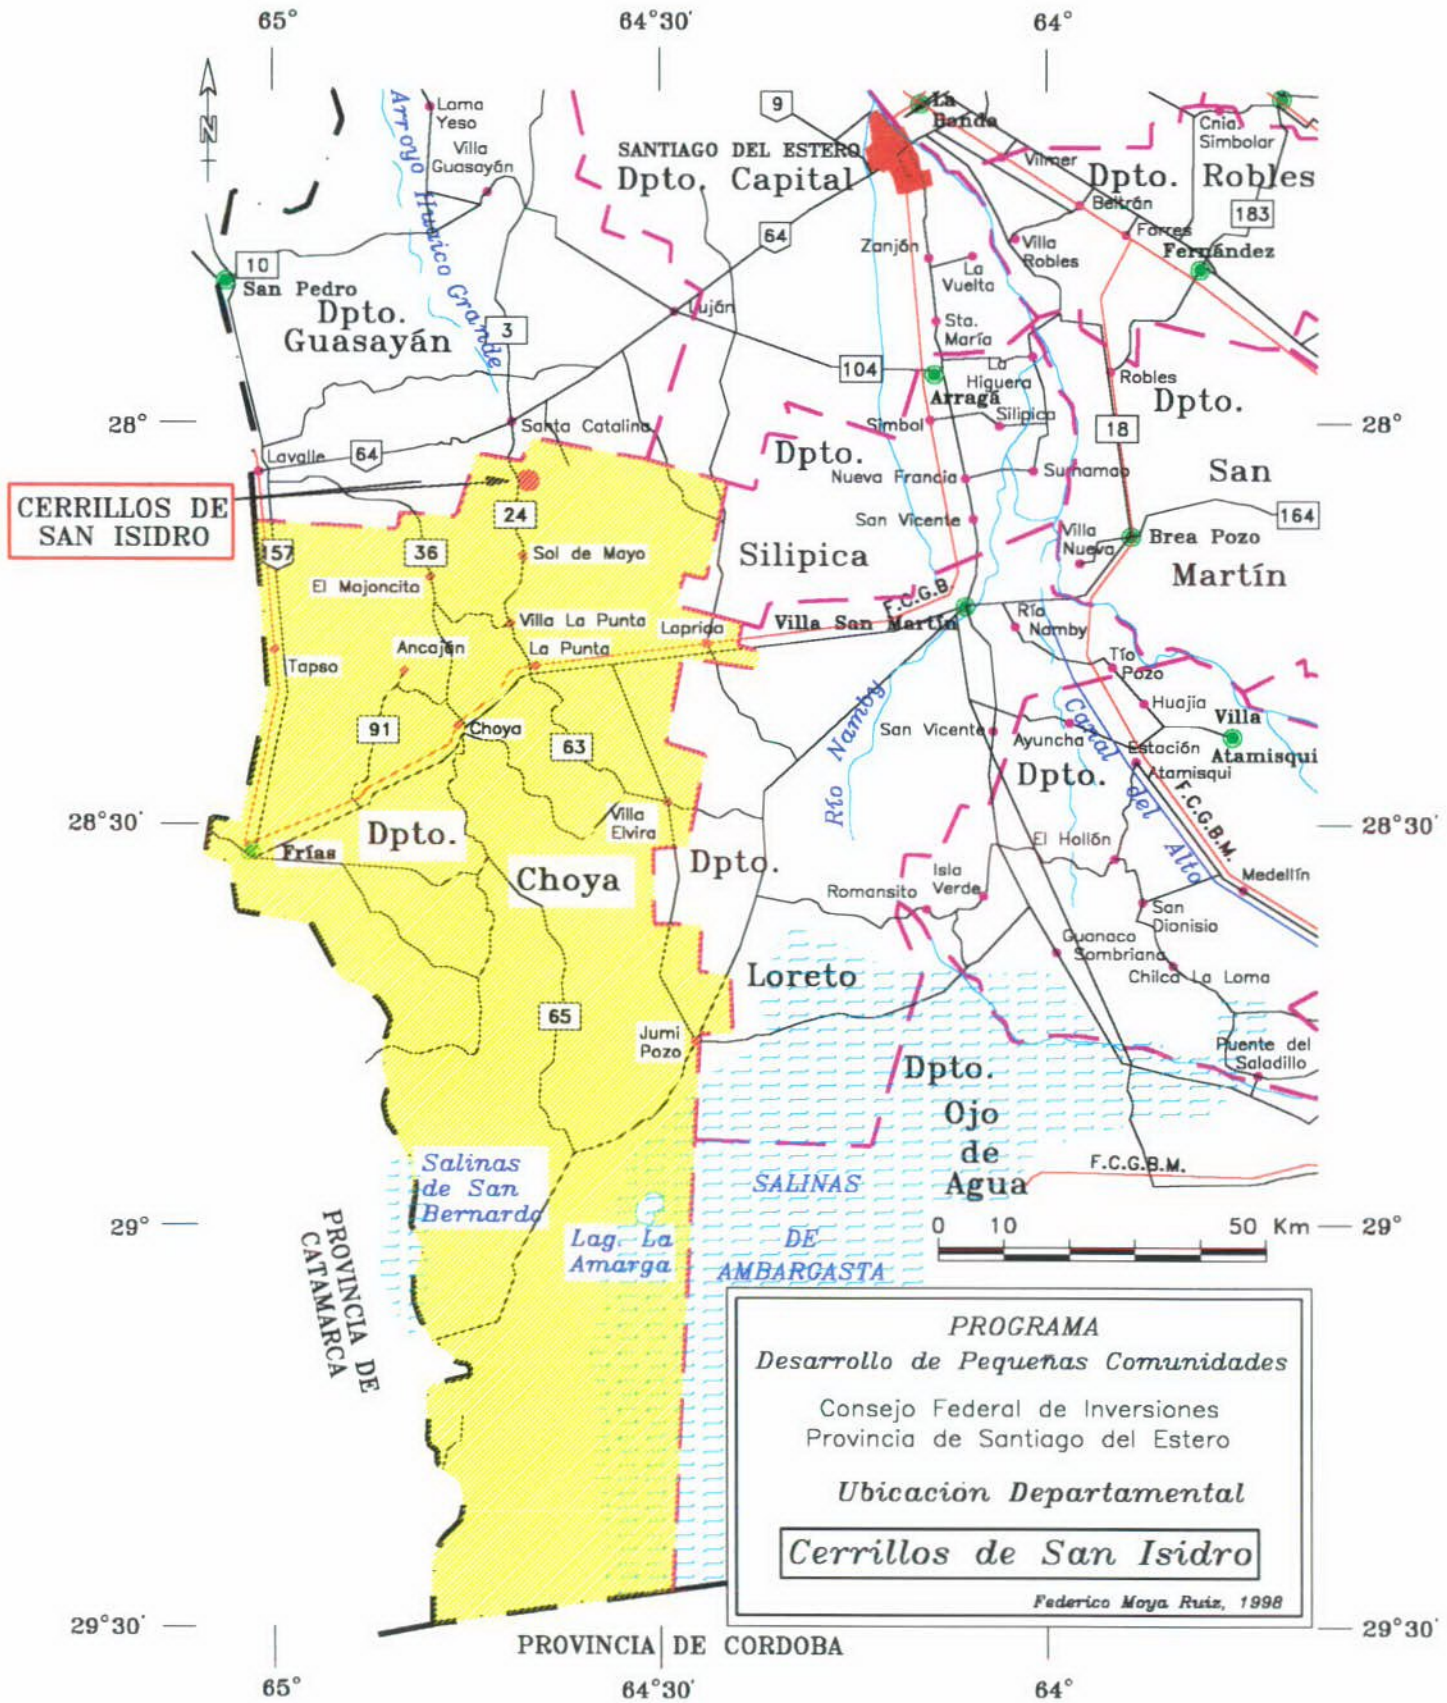 65°
64°30'
64°
N
Arroyo Huaico Grande
Loma
Yeso
Villa
Guasayán
9
La
Banda
SANTIAGO DEL ESTERO
Dpto. Capital
Vilmer
Cnia.
Simbolar
Dpto. Robles
Beltrán
183
Forres
Fernández
64
Zanjón
La
Vuelta
Villa
Robles
10
San Pedro
Dpto.
Guasayán
3
Luján
Sta.
María
104
La
Higuera
Arraga
Robles
Simbol
Silipica
Dpto.
18
28°
28°
Santa Catalina
Lavalle
64
Dpto.
Nueva Francia
Sumamao
San
CERRILLOS DE
SAN ISIDRO
24
San Vicente
164
157
36
Sol de Mayo
Silipica
Villa
Nueva
Brea Pozo
Martín
El Majoncito
F.C.G.B.
Villa La Punta
Laprida
Villa San Martín
Río
Namby
Tapso
Ancaján
La Punta
Tío
Pozo
Huajia
91
Choya
63
Río Namby
San Vicente
Ayuncha
Canal del Alto
Villa
Atamisqui
Estación
Atamisqui
Dpto.
F.C.G.B.M.
28°30'
28°30'
Villa
Elvira
Frías
Dpto.
Choya
Dpto.
El Hollón
Isla
Verde
Romansito
Medellín
San
Dionisio
Guanaco
Sombriana
Chilca La Loma
Loreto
65
Jumi
Pozo
Puente del
Saladillo
Dpto.
Ojo
de
Agua
F.C.G.B.M.
Salinas
de San
Bernardo
SALINAS
DE
AMBARGASTA
Lag. La
Amarga
29°
29°
0 10 50 Km
PROVINCIA DE
CATAMARCA
PROGRAMA
Desarrollo de Pequeñas Comunidades
Consejo Federal de Inversiones
Provincia de Santiago del Estero
Ubicación Departamental
Cerrillos de San Isidro
Federico Moya Ruiz, 1998
29°30'
29°30'
PROVINCIA DE CORDOBA
65°
64°30'
64°